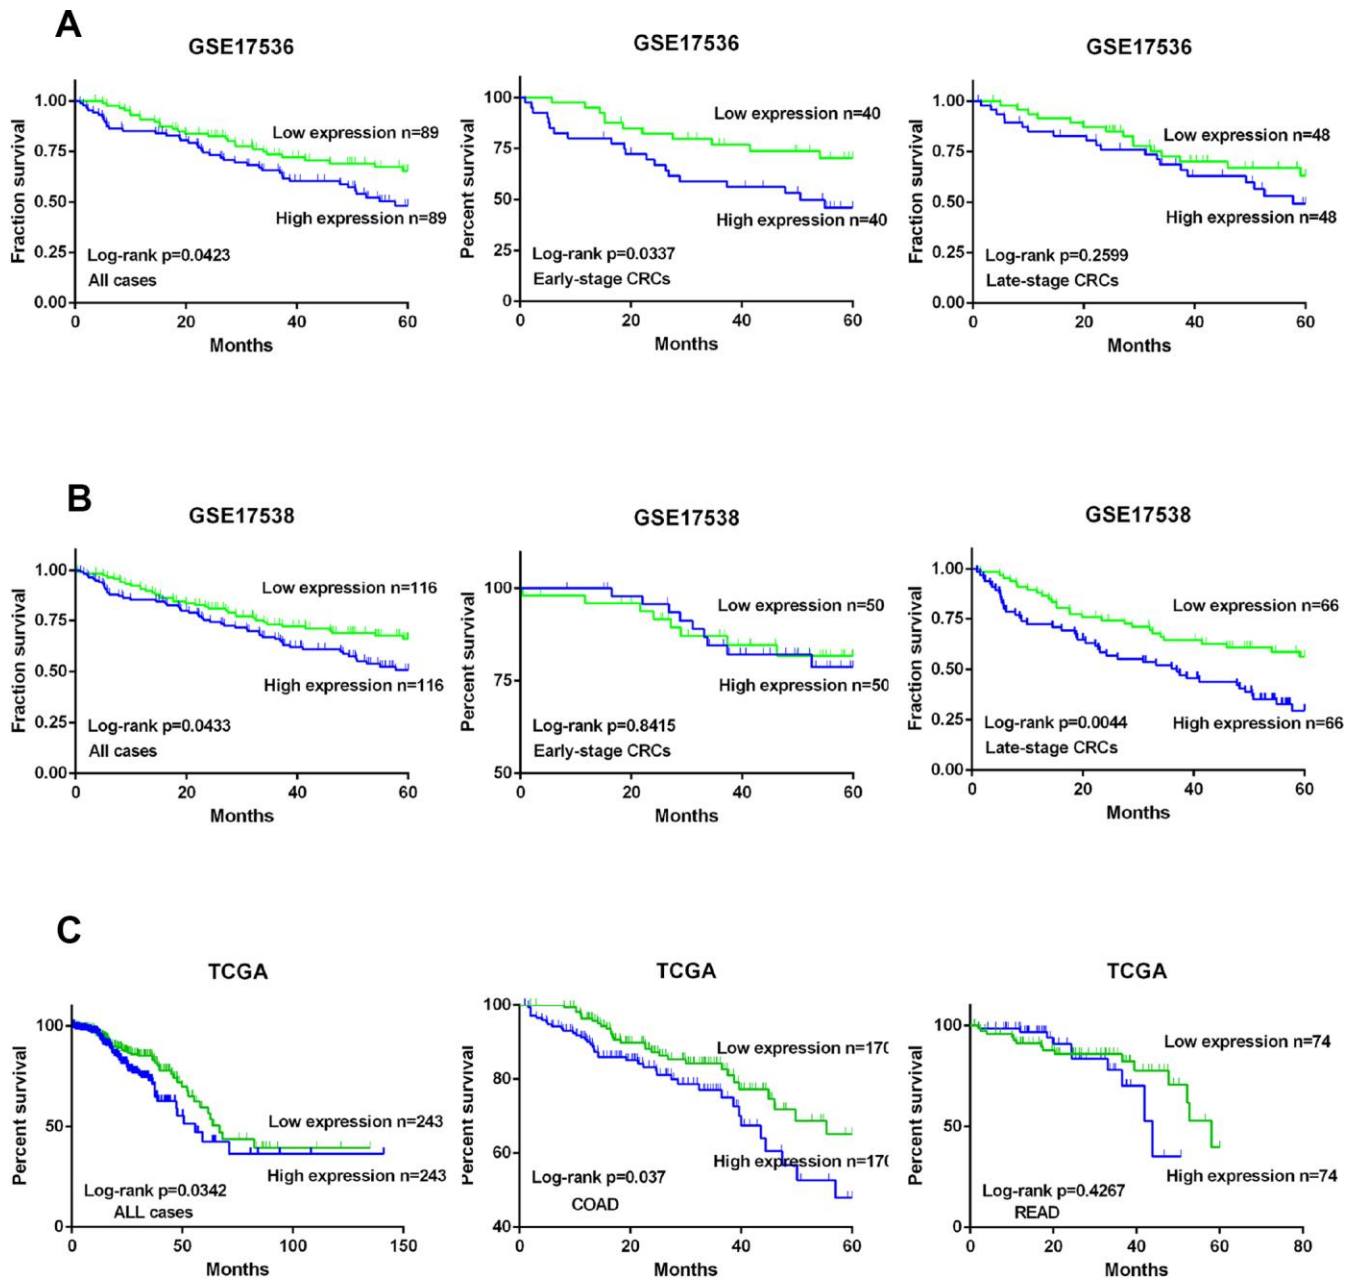 A
GSE17536
Fraction survival
1.00
0.75
0.50
0.25
0.00
Low expression n=89
High expression n=89
Log-rank p=0.0423
All cases
0 20 40 60
Months
GSE17536
Percent survival
100
75
50
25
0
Low expression n=40
High expression n=40
Log-rank p=0.0337
Early-stage CRCs
0 20 40 60
Months
GSE17536
Fraction survival
1.00
0.75
0.50
0.25
0.00
Low expression n=48
High expression n=48
Log-rank p=0.2599
Late-stage CRCs
0 20 40 60
Months
B
GSE17538
Fraction survival
1.00
0.75
0.50
0.25
0.00
Low expression n=116
High expression n=116
Log-rank p=0.0433
All cases
0 20 40 60
Months
GSE17538
Percent survival
100
75
50
Low expression n=50
High expression n=50
Log-rank p=0.8415
Early-stage CRCs
0 20 40 60
Months
GSE17538
Fraction survival
1.00
0.75
0.50
0.25
0.00
Low expression n=66
High expression n=66
Log-rank p=0.0044
Late-stage CRCs
0 20 40 60
Months
C
TCGA
Percent survival
100
50
0
Low expression n=243
High expression n=243
Log-rank p=0.0342
ALL cases
0 50 100 150
Months
TCGA
Percent survival
100
80
60
40
Low expression n=170
High expression n=170
Log-rank p=0.037
COAD
0 20 40 60
Months
TCGA
Percent survival
100
50
0
Low expression n=74
High expression n=74
Log-rank p=0.4267
READ
0 20 40 60 80
Months